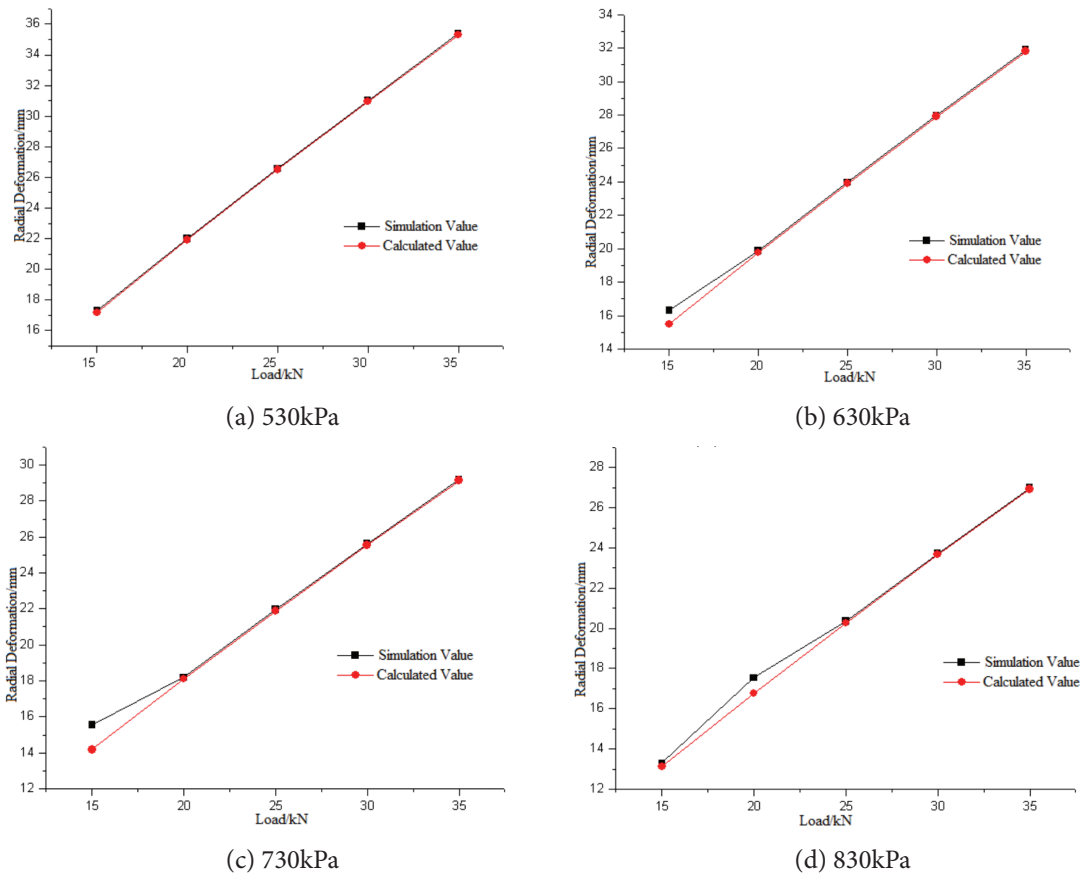 36
34
32
30
28
26
24
22
20
18
16
Radial Deformation/mm
Simulation Value
Calculated Value
15 20 25 30 35
Load/kN
(a) 530kPa
34
32
30
28
26
24
22
20
18
16
14
Radial Deformation/mm
Simulation Value
Calculated Value
15 20 25 30 35
Load/kN
(b) 630kPa
30
28
26
24
22
20
18
16
14
12
Radial Deformation/mm
Simulation Value
Calculated Value
15 20 25 30 35
Load/kN
(c) 730kPa
28
26
24
22
20
18
16
14
12
Radial Deformation/mm
Simulation Value
Calculated Value
15 20 25 30 35
Load/kN
(d) 830kPa